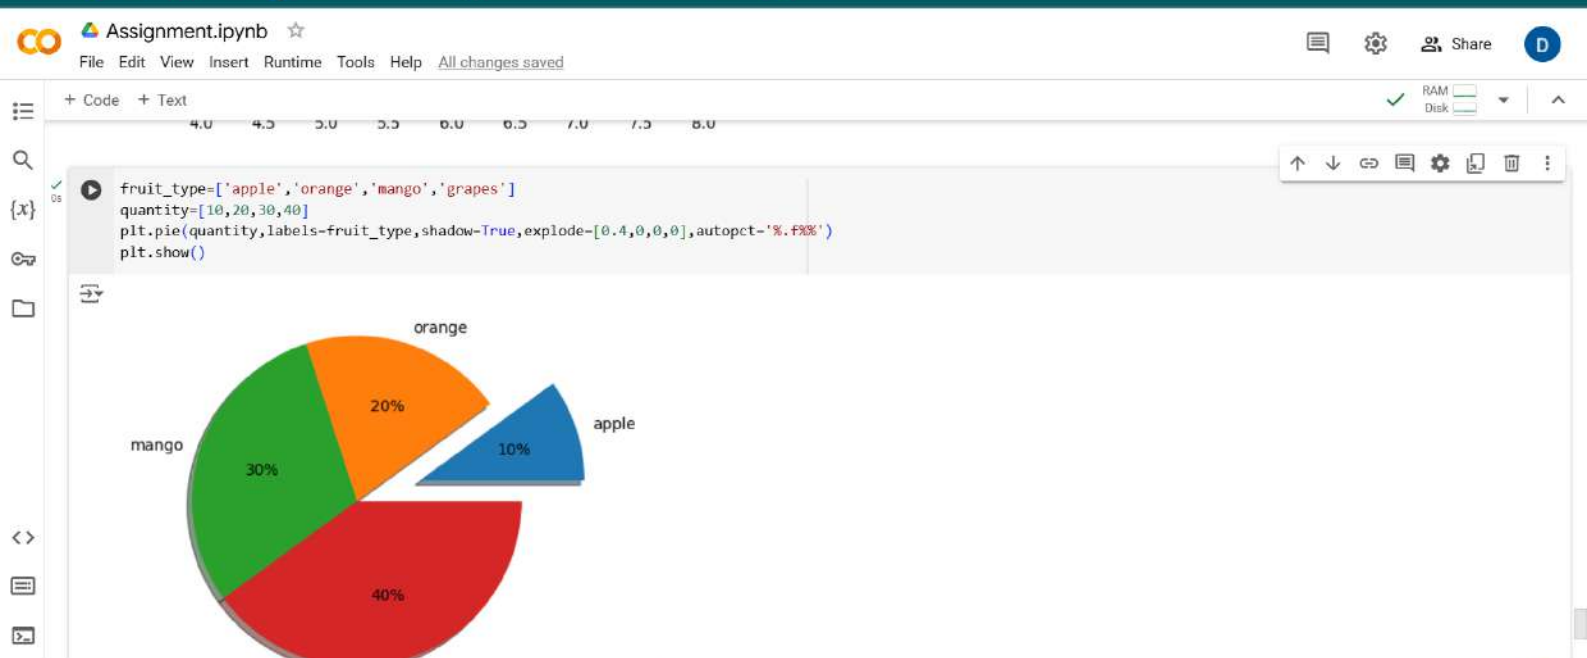 Assignment.ipynb
File Edit View Insert Runtime Tools Help All changes saved
Share
D
+ Code + Text
RAM
Disk
4.0 4.5 5.0 5.5 6.0 6.5 7.0 7.5 8.0
{x}
0s
fruit_type=['apple','orange','mango','grapes']
quantity=[10,20,30,40]
plt.pie(quantity,labels=fruit_type,shadow=True,explode=[0.4,0,0,0],autopct='%.f%%')
plt.show()
orange
20%
apple
10%
mango
30%
40%